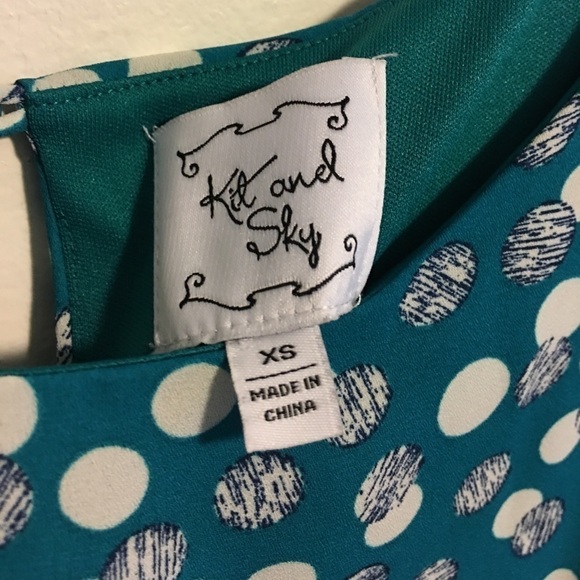 Kit and
Sky
XS
MADE IN
CHINA